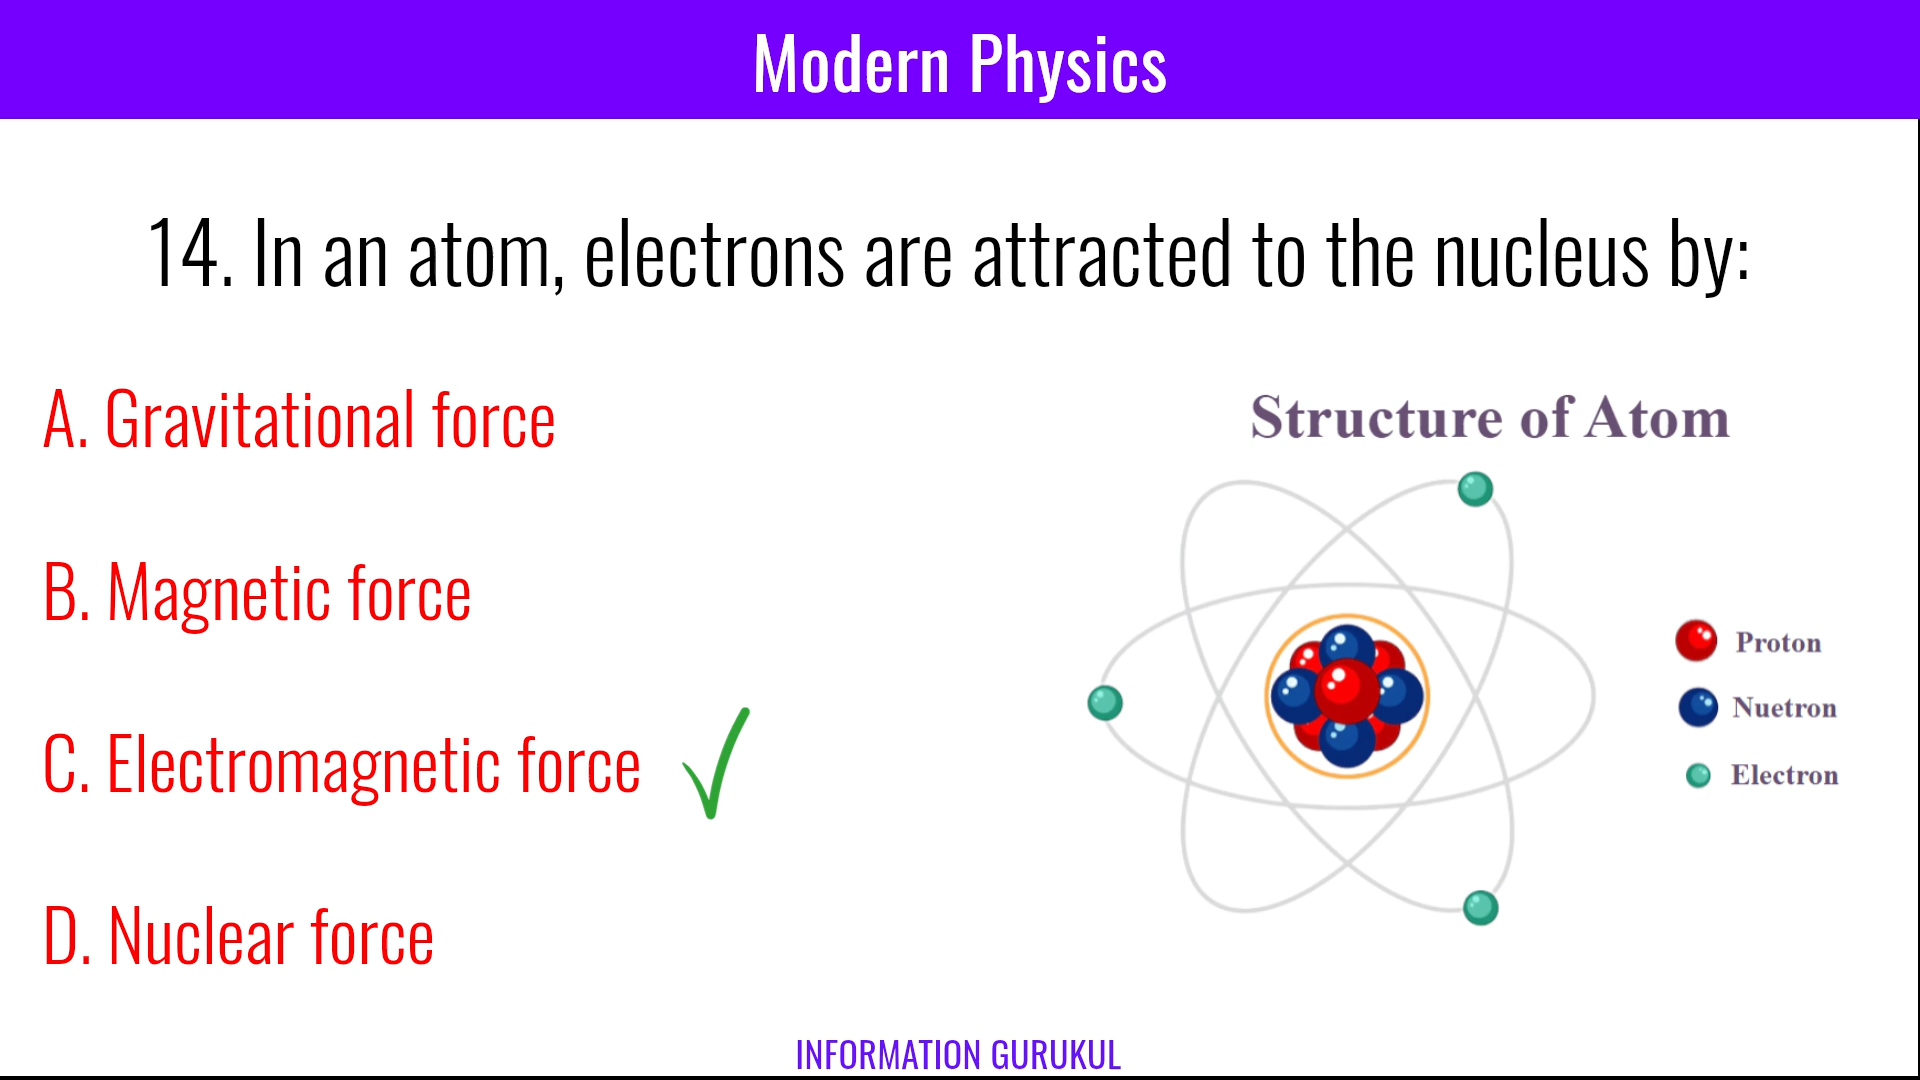 Modern Physics
14. In an atom, electrons are attracted to the nucleus by:
A. Gravitational force
B. Magnetic force
C. Electromagnetic force
D. Nuclear force
Structure of Atom
Proton
Nuetron
Electron
INFORMATION GURUKUL